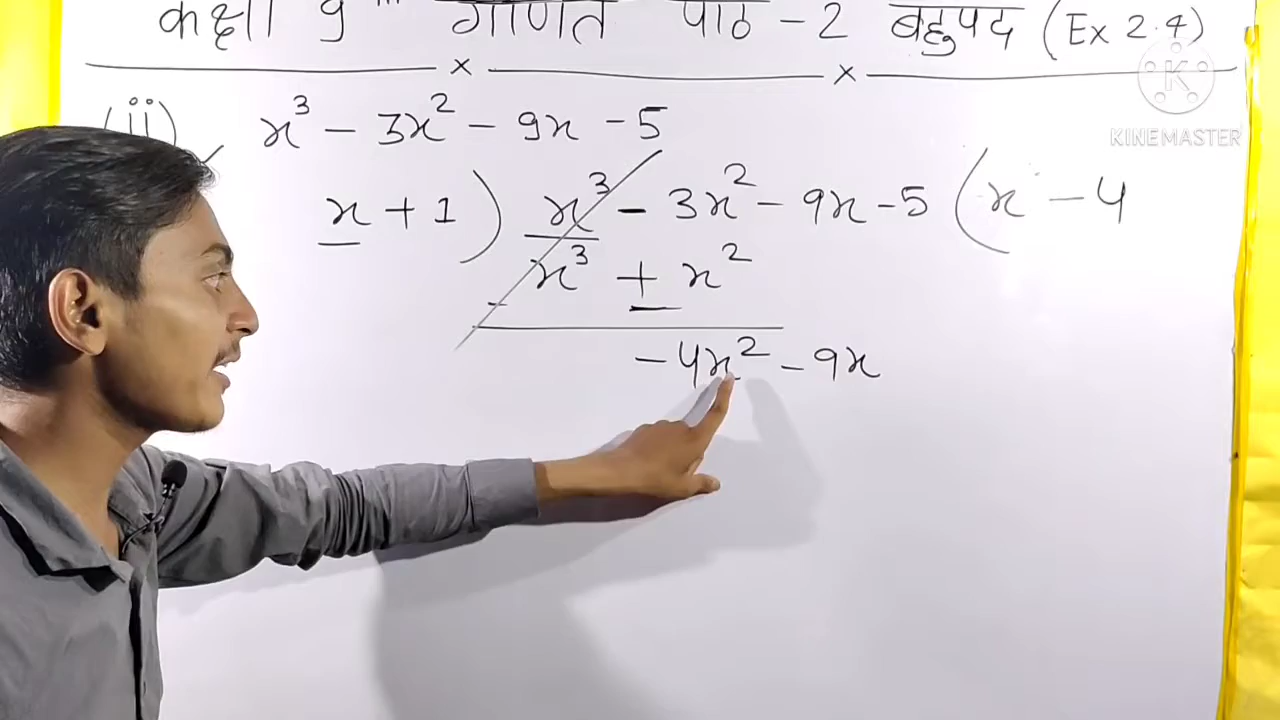 कक्षा 9 गणित पाठ - 2 बहुपद (Ex 2.4)
(ii) x³ - 3x² - 9x - 5
x + 1 ) x³ - 3x² - 9x - 5 ( x - 4
- x³ + x²
- 4x² - 9x
KINEMASTER